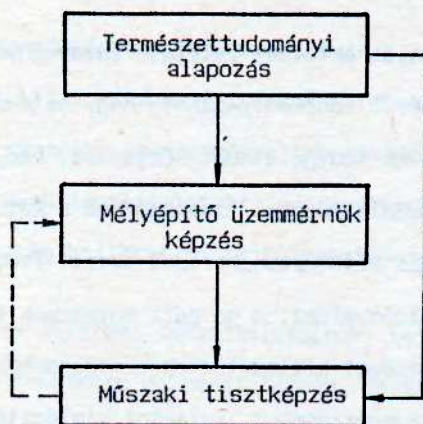 Természettudományi
alapozás
Mélyépítő üzemmérnök
képzés
Műszaki tisztképzés